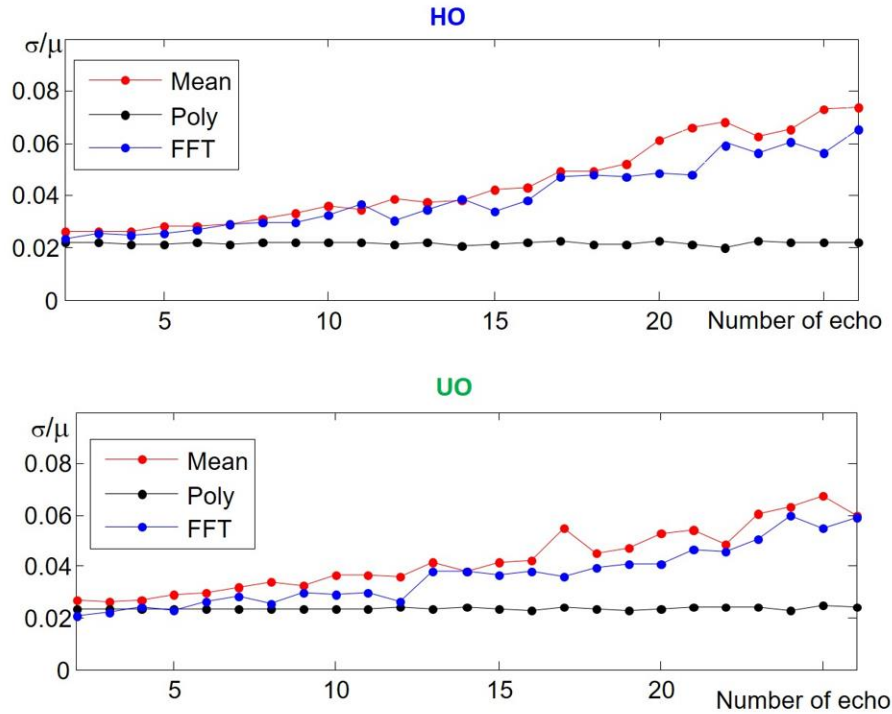 HO
σ/μ
0.08
0.06
0.04
0.02
0
Mean
Poly
FFT
5
10
15
20
Number of echo
UO
σ/μ
0.08
0.06
0.04
0.02
0
Mean
Poly
FFT
5
10
15
20
Number of echo